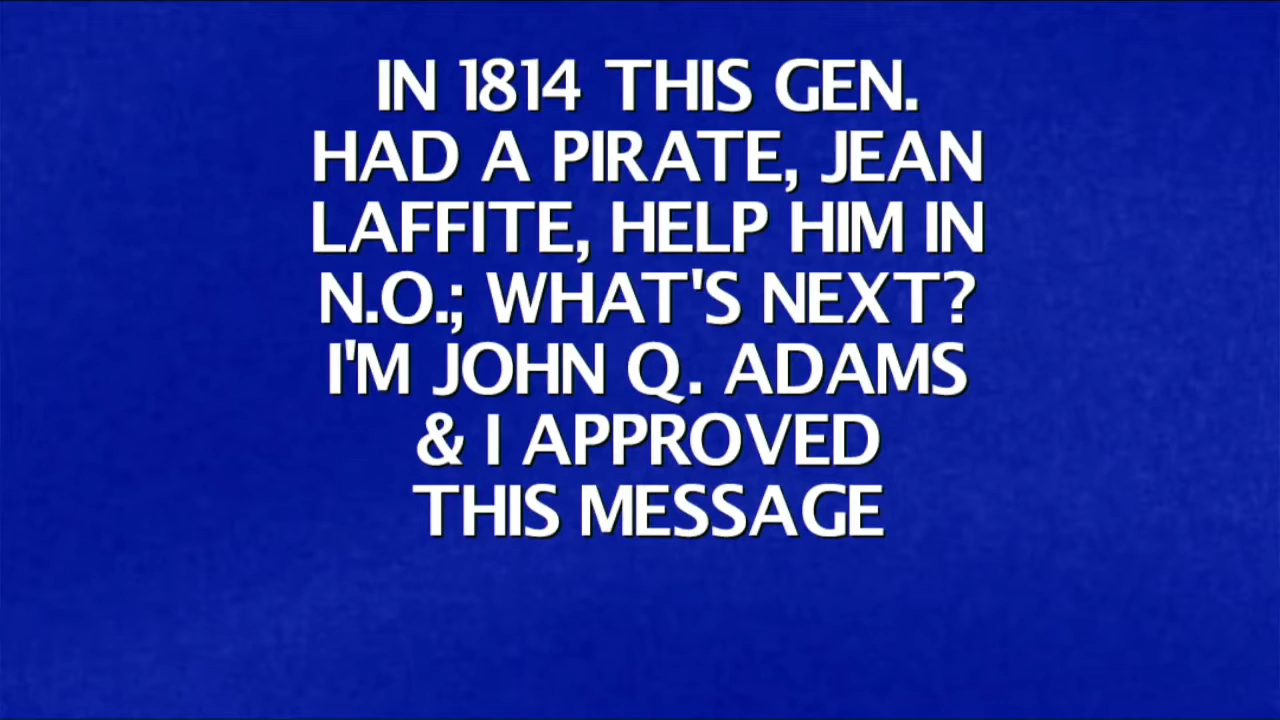 IN 1814 THIS GEN.
HAD A PIRATE, JEAN
LAFFITE, HELP HIM IN
N.O.; WHAT'S NEXT?
I'M JOHN Q. ADAMS
& I APPROVED
THIS MESSAGE